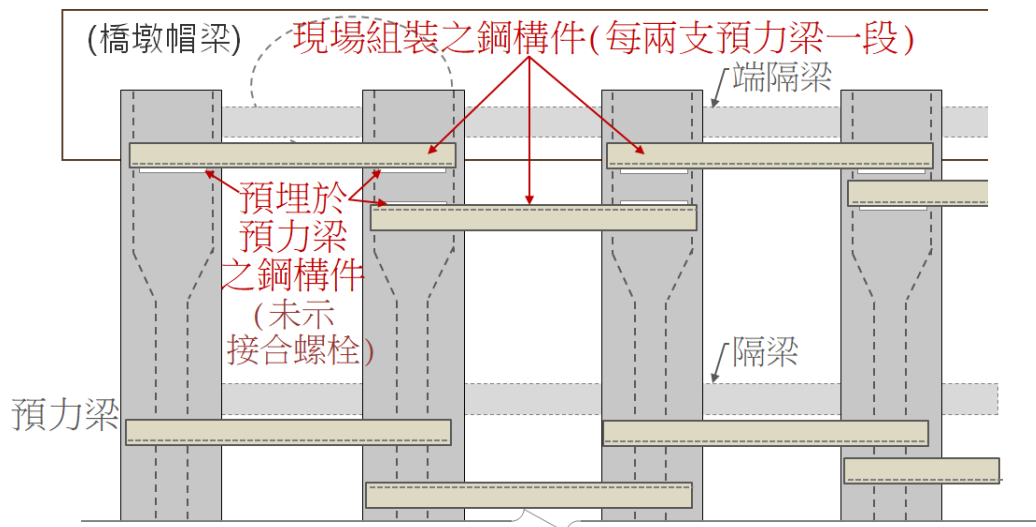 (橋墩帽梁)
現場組裝之鋼構件(每兩支預力梁一段)
端隔梁
預埋於
預力梁
之鋼構件
(未示
接合螺栓)
隔梁
預力梁